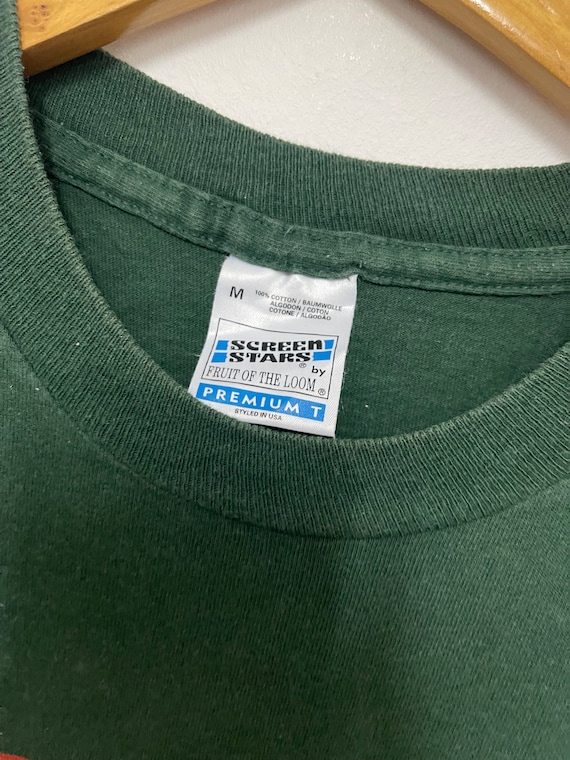 M
100% COTTON / BAUMWOLLE
ALGODON / COTON
COTONE / ALGODÃO
SCREEN
STARS ® by
FRUIT OF THE LOOM ®
PREMIUM T
STYLED IN USA